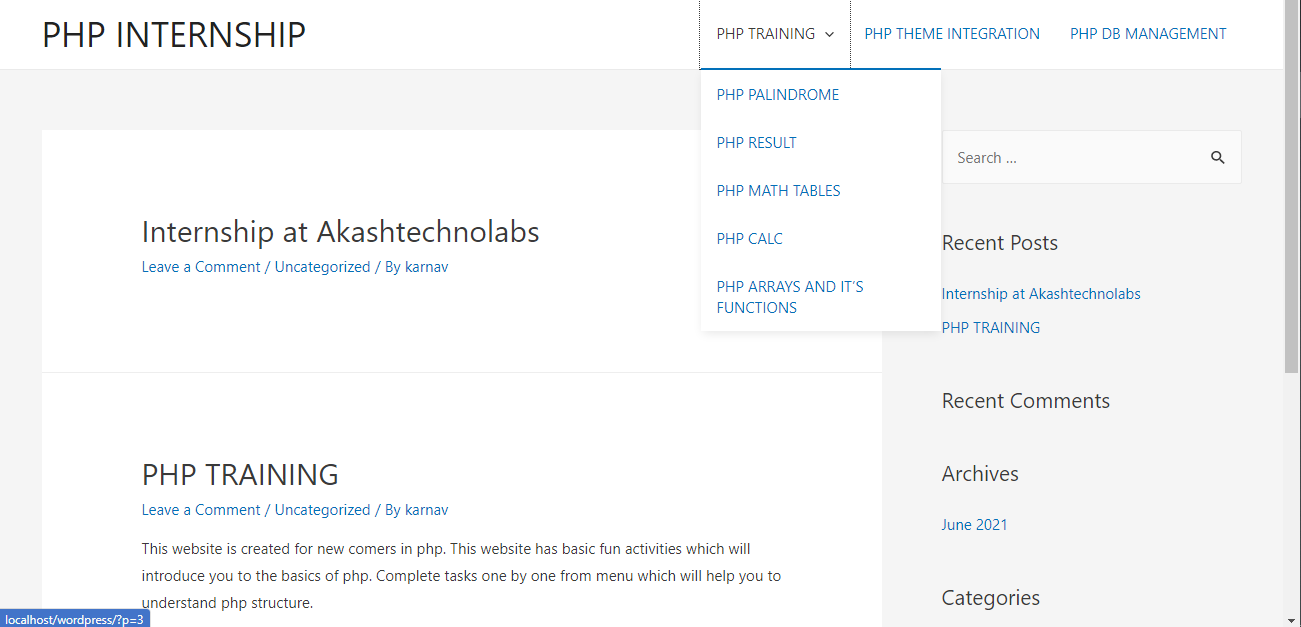 PHP INTERNSHIP
PHP TRAINING
PHP THEME INTEGRATION
PHP DB MANAGEMENT
PHP PALINDROME
PHP RESULT
PHP MATH TABLES
PHP CALC
PHP ARRAYS AND IT’S
FUNCTIONS
Internship at Akashtechnolabs
Leave a Comment / Uncategorized / By karnav
PHP TRAINING
Leave a Comment / Uncategorized / By karnav
This website is created for new comers in php. This website has basic fun activities which will
introduce you to the basics of php. Complete tasks one by one from menu which will help you to
understand php structure.
Search ...
Recent Posts
Internship at Akashtechnolabs
PHP TRAINING
Recent Comments
Archives
June 2021
Categories
localhost/wordpress/?p=3